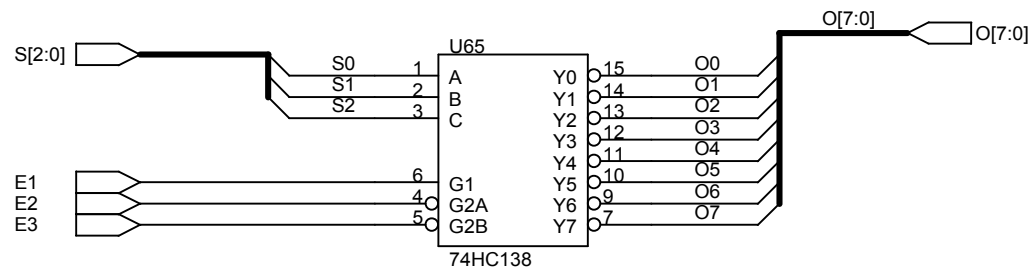 O[7:0]
S[2:0]
O[7:0]
U65
S0 1 A Y0 15 O0
S1 2 B Y1 14 O1
S2 3 C Y2 13 O2
Y3 12 O3
Y4 11 O4
E1 6 G1 Y5 10 O5
E2 4 G2A Y6 9 O6
E3 5 G2B Y7 7 O7
74HC138